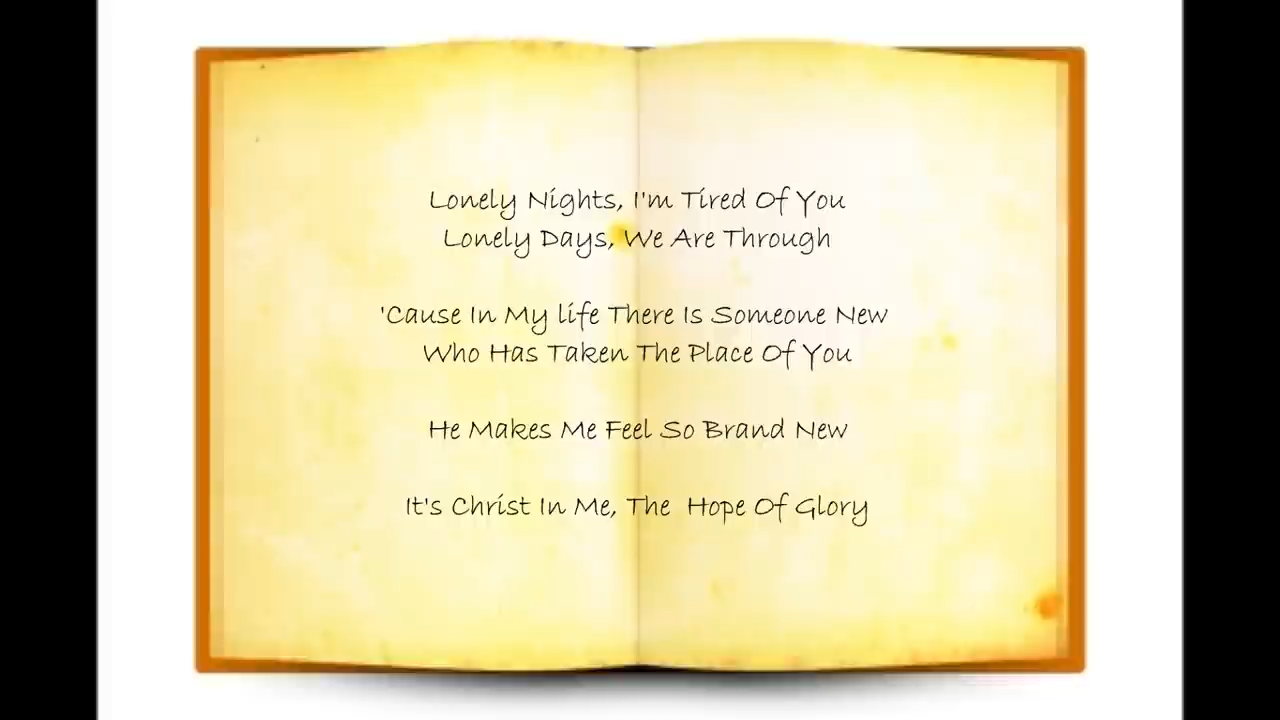 Lonely Nights, I'm Tired Of You
Lonely Days, We Are Through
'Cause In My life There Is Someone New
Who Has Taken The Place Of You
He Makes Me Feel So Brand New
It's Christ In Me, The  Hope Of Glory